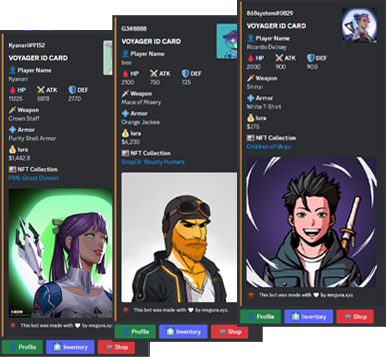 Kyanari#9152
VOYAGER ID CARD
Player Name
Kyanari
HP ATK DEF
11225 5878 2770
Weapon
Crown Staff
Armor
Purity Shell Armor
Iura
$1,442.8
NFT Collection
PXN: Ghost Division
Profile
G3#8888
VOYAGER ID CARD
Player Name
boo
HP ATK DEF
2100 750 725
Weapon
Mace of Misery
Armor
Orange Jacket
Iura
$6,230
NFT Collection
Simpl3r: Bounty Hunters
This bot was made with by megura.xyz.
Profile Inventory
868system#0829
VOYAGER ID CARD
Player Name
Ricardo Dalisay
HP ATK DEF
2000 900 900
Weapon
Shinai
Armor
White T-Shirt
Iura
$275
NFT Collection
Children of Ukiyo
This bot was made with by megura.xyz.
Profile Inventory Shop
This bot was made with by megura.xyz.
Profile Inventory Shop
Shop